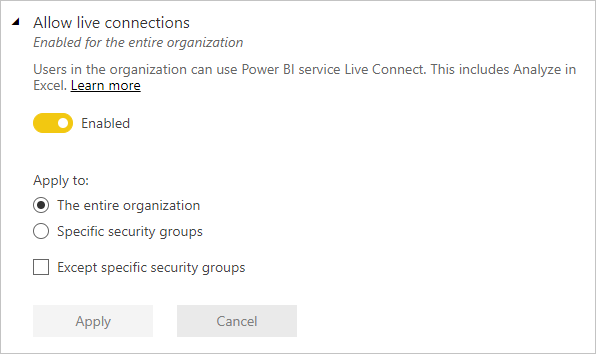 Allow live connections
Enabled for the entire organization
Users in the organization can use Power BI service Live Connect. This includes Analyze in
Excel. Learn more
Enabled
Apply to:
The entire organization
Specific security groups
Except specific security groups
Apply
Cancel